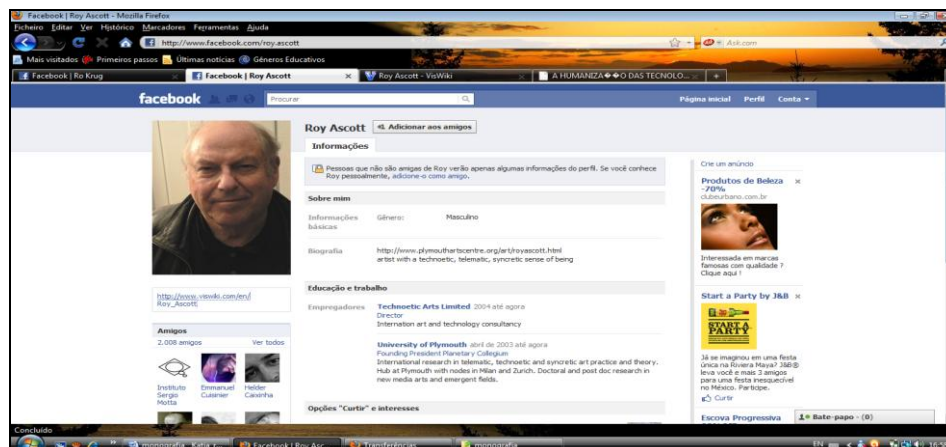 Facebook | Roy Ascott - Mozilla Firefox
Ficheiro Editar Ver Histórico Marcadores Ferramentas Ajuda
http://www.facebook.com/roy.ascott
Ask.com
Mais visitados Primeiros passos Últimas notícias Géneros Educativos
Facebook | Ro Krug
Facebook | Roy Ascott
Roy Ascott - VisWiki
A HUMANIZA��O DAS TECNOLO...
facebook
Procurar
Página inicial Perfil Conta
Roy Ascott
Adicionar aos amigos
Informações
Pessoas que não são amigas de Roy verão apenas algumas informações do perfil. Se você conhece
Roy pessoalmente, adicione-o como amigo.
Sobre mim
Informações
básicas
Gênero: Masculino
Biografia
http://www.plymouthartscentre.org/art/royascott.html
artist with a technoetic, telematic, syncretic sense of being
Educação e trabalho
Empregadores
Technoetic Arts Limited 2004 até agora
Director
Internation art and technology consultancy
University of Plymouth abril de 2003 até agora
Founding President Planetary Collegium
International research in telematic, technoetic and syncretic art practice and theory.
Hub at Plymouth with nodes in Milan and Zurich. Doctoral and post doc research in
new media arts and emergent fields.
Opções "Curtir" e interesses
http://www.viswiki.com/en/
Roy_Ascott
Amigos
2.008 amigos Ver todos
Instituto
Sergio
Motta
Emmanuel
Cuisinier
Helder
Caixinha
Crie um anúncio
Produtos de Beleza
-70%
clubeurbano.com.br
Interessada em marcas
famosas com qualidade ?
Clique aqui !
Start a Party by J&B
START A
PARTY
Já se imaginou em uma festa
única na Riviera Maya? J&B®
leva você e mais 3 amigos
para uma festa inesquecível
no México. Participe.
Curtir
Escova Progressiva
Bate-papo - (0)
Concluído
monografia_Katia_r...
Facebook | Roy Asc...
Transferências
monografia
EN